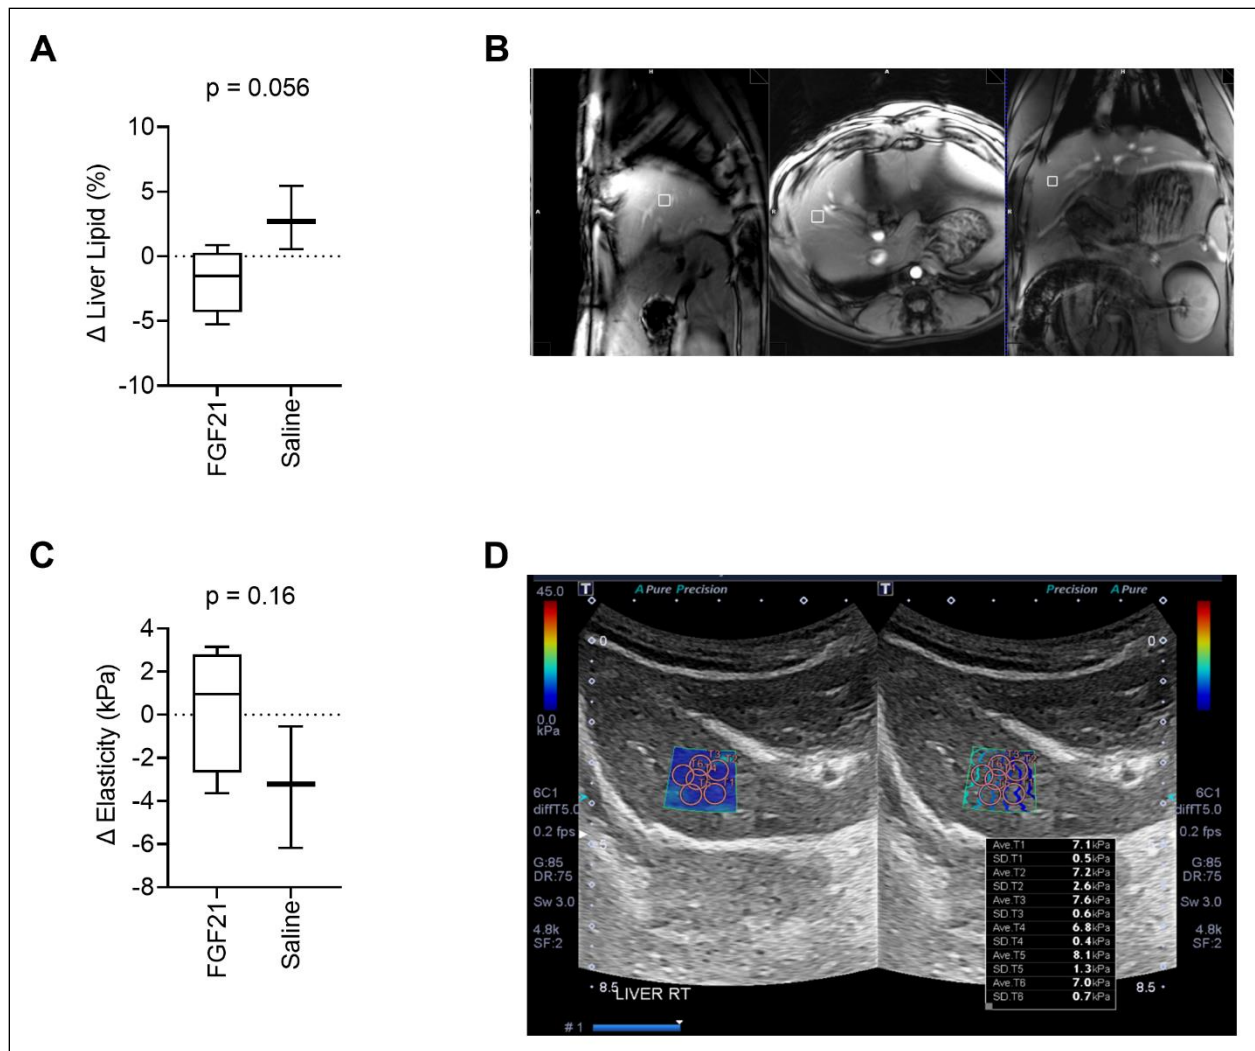 A
p = 0.056
Δ Liver Lipid (%)
10
5
0
-5
-10
FGF21
Saline
B
H
A
A
R
H
R
C
p = 0.16
Δ Elasticity (kPa)
4
2
0
-2
-4
-6
-8
FGF21
Saline
D
45.0
0.0
kPa
T
A Pure Precision
T
Precision A Pure
0
0
6C1
diffT5.0
0.2 fps
G:85
DR:75
Sw 3.0
4.8k
SF:2
6C1
diffT5.0
0.2 fps
G:85
DR:75
Sw 3.0
4.8k
SF:2
Ave.T1 7.1kPa
SD.T1 0.5kPa
Ave.T2 7.2kPa
SD.T2 2.6kPa
Ave.T3 7.6kPa
SD.T3 0.6kPa
Ave.T4 6.8kPa
SD.T4 0.4kPa
Ave.T5 8.1kPa
SD.T5 1.3kPa
Ave.T6 7.0kPa
SD.T6 0.7kPa
8.5
LIVER RT
8.5
# 1